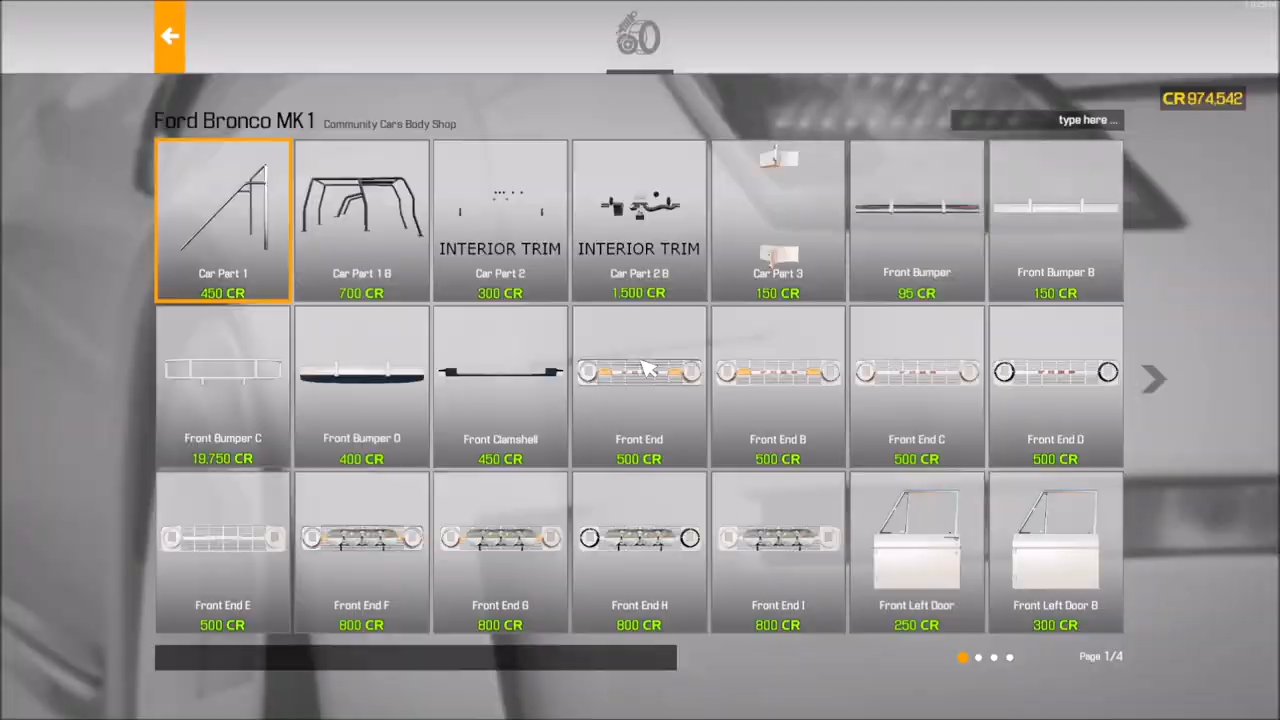 CR 974,542
Ford Bronco MK1 Community Cars Body Shop
type here ...
INTERIOR TRIM INTERIOR TRIM
Car Part 1 Car Part 1 B Car Part 2 Car Part 2 B Car Part 3 Front Bumper Front Bumper B
450 CR 700 CR 300 CR 1,500 CR 150 CR 95 CR 150 CR
Front Bumper C Front Bumper D Front Clamshell Front End Front End B Front End C Front End D
19,750 CR 400 CR 450 CR 500 CR 500 CR 500 CR 500 CR
Front End E Front End F Front End G Front End H Front End I Front Left Door Front Left Door B
500 CR 800 CR 800 CR 800 CR 800 CR 250 CR 300 CR
Page 1/4